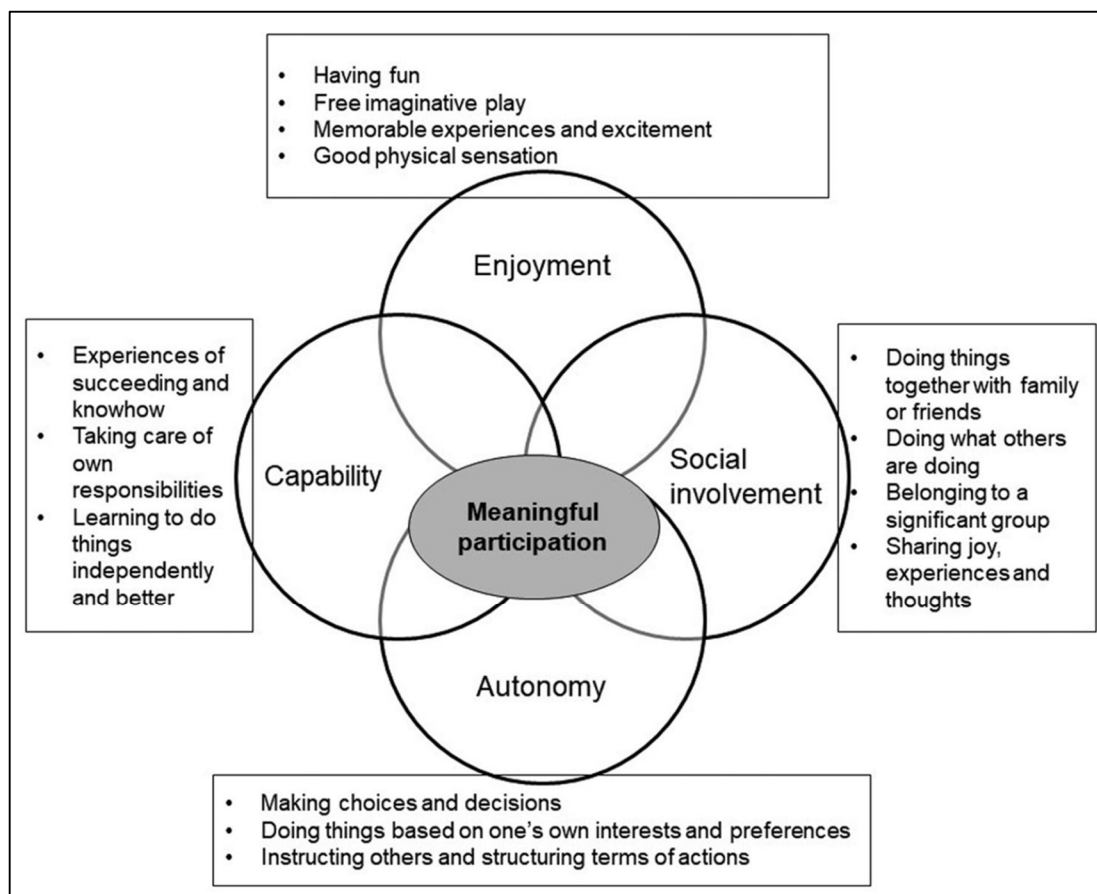 • Having fun
• Free imaginative play
• Memorable experiences and excitement
• Good physical sensation
Enjoyment
• Experiences of
succeeding and
knowhow
• Taking care of
own
responsibilities
• Learning to do
things
independently
and better
Capability
Social
involvement
• Doing things
together with family
or friends
• Doing what others
are doing
• Belonging to a
significant group
• Sharing joy,
experiences and
thoughts
Meaningful
participation
Autonomy
• Making choices and decisions
• Doing things based on one's own interests and preferences
• Instructing others and structuring terms of actions